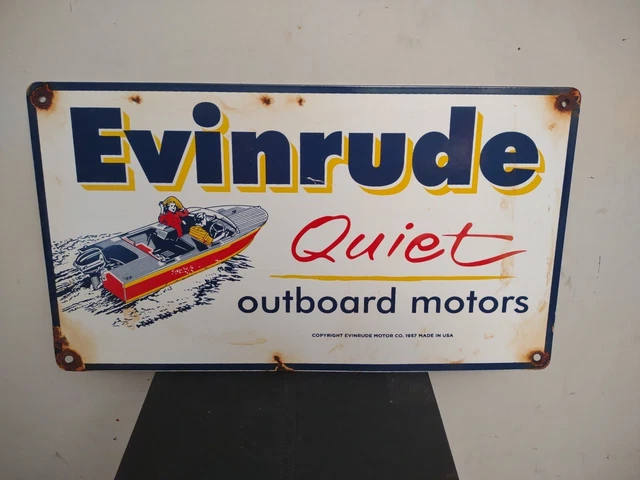 Evinrude
Quiet
outboard motors
COPYRIGHT EVINRUDE MOTOR CO. 1957 MADE IN USA